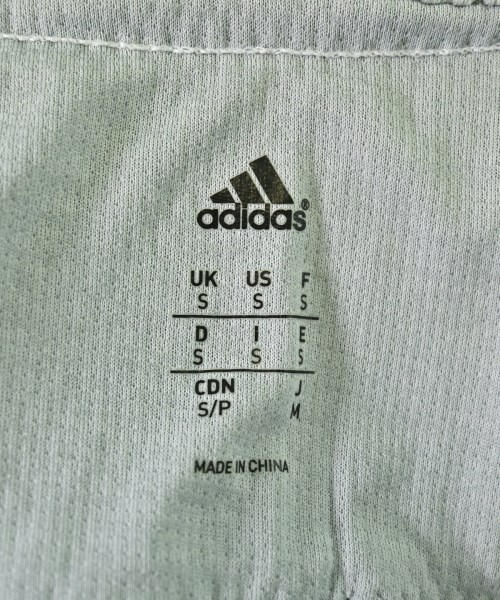 adidas®
UK US F
S S S
D I E
S S S
CDN J
S/P M
MADE IN CHINA